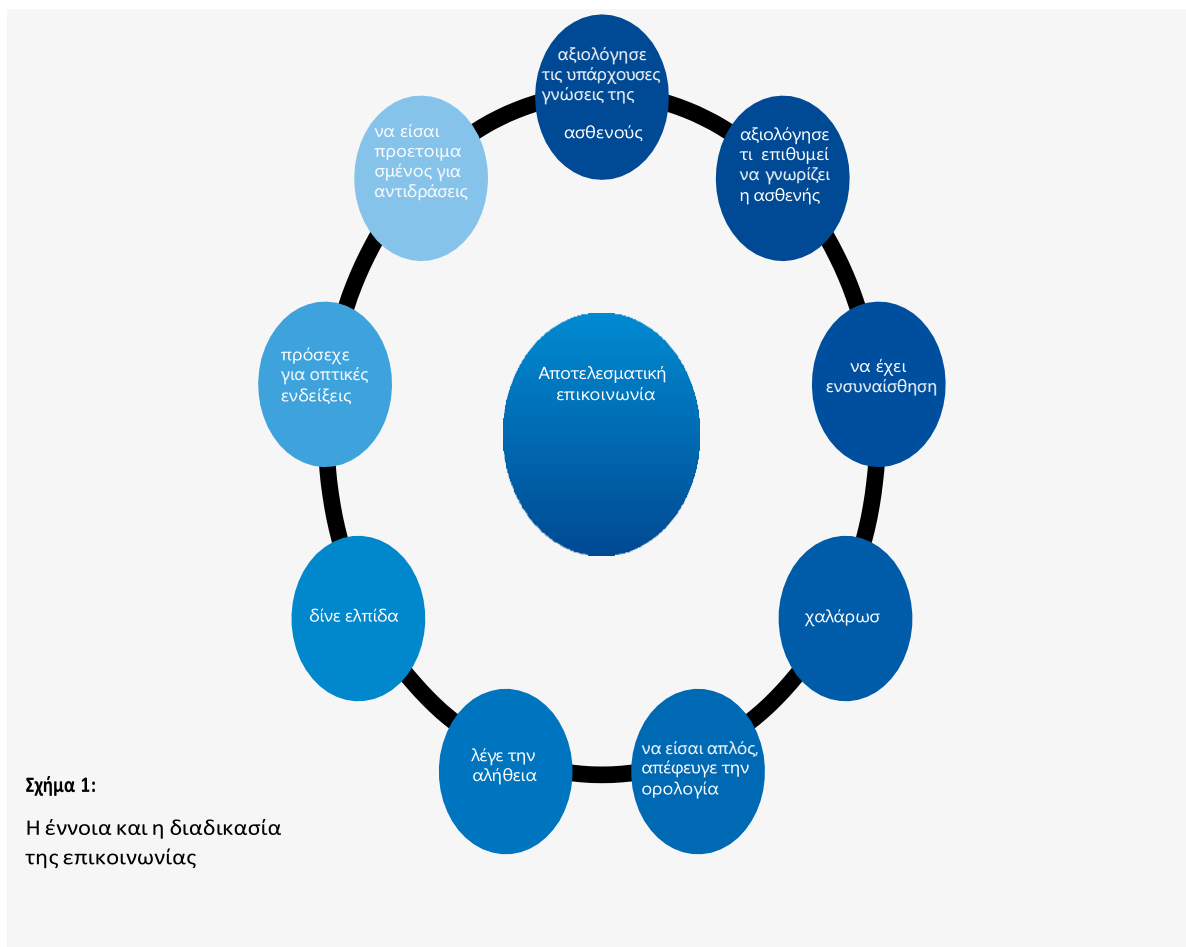 αξιολόγησε
τις υπάρχουσες
γνώσεις της
ασθενούς
αξιολόγησε
τι επιθυμεί
να γνωρίζει
η ασθενής
να έχει
ενσυναίσθηση
χαλάρωσ
να είσαι απλός,
απέφευγε την
ορολογία
λέγε την
αλήθεια
δίνε ελπίδα
πρόσεχε
για οπτικές
ενδείξεις
να είσαι
προετοιμα
σμένος για
αντιδράσεις
Αποτελεσματική
επικοινωνία
Σχήμα 1:
Η έννοια και η διαδικασία
της επικοινωνίας